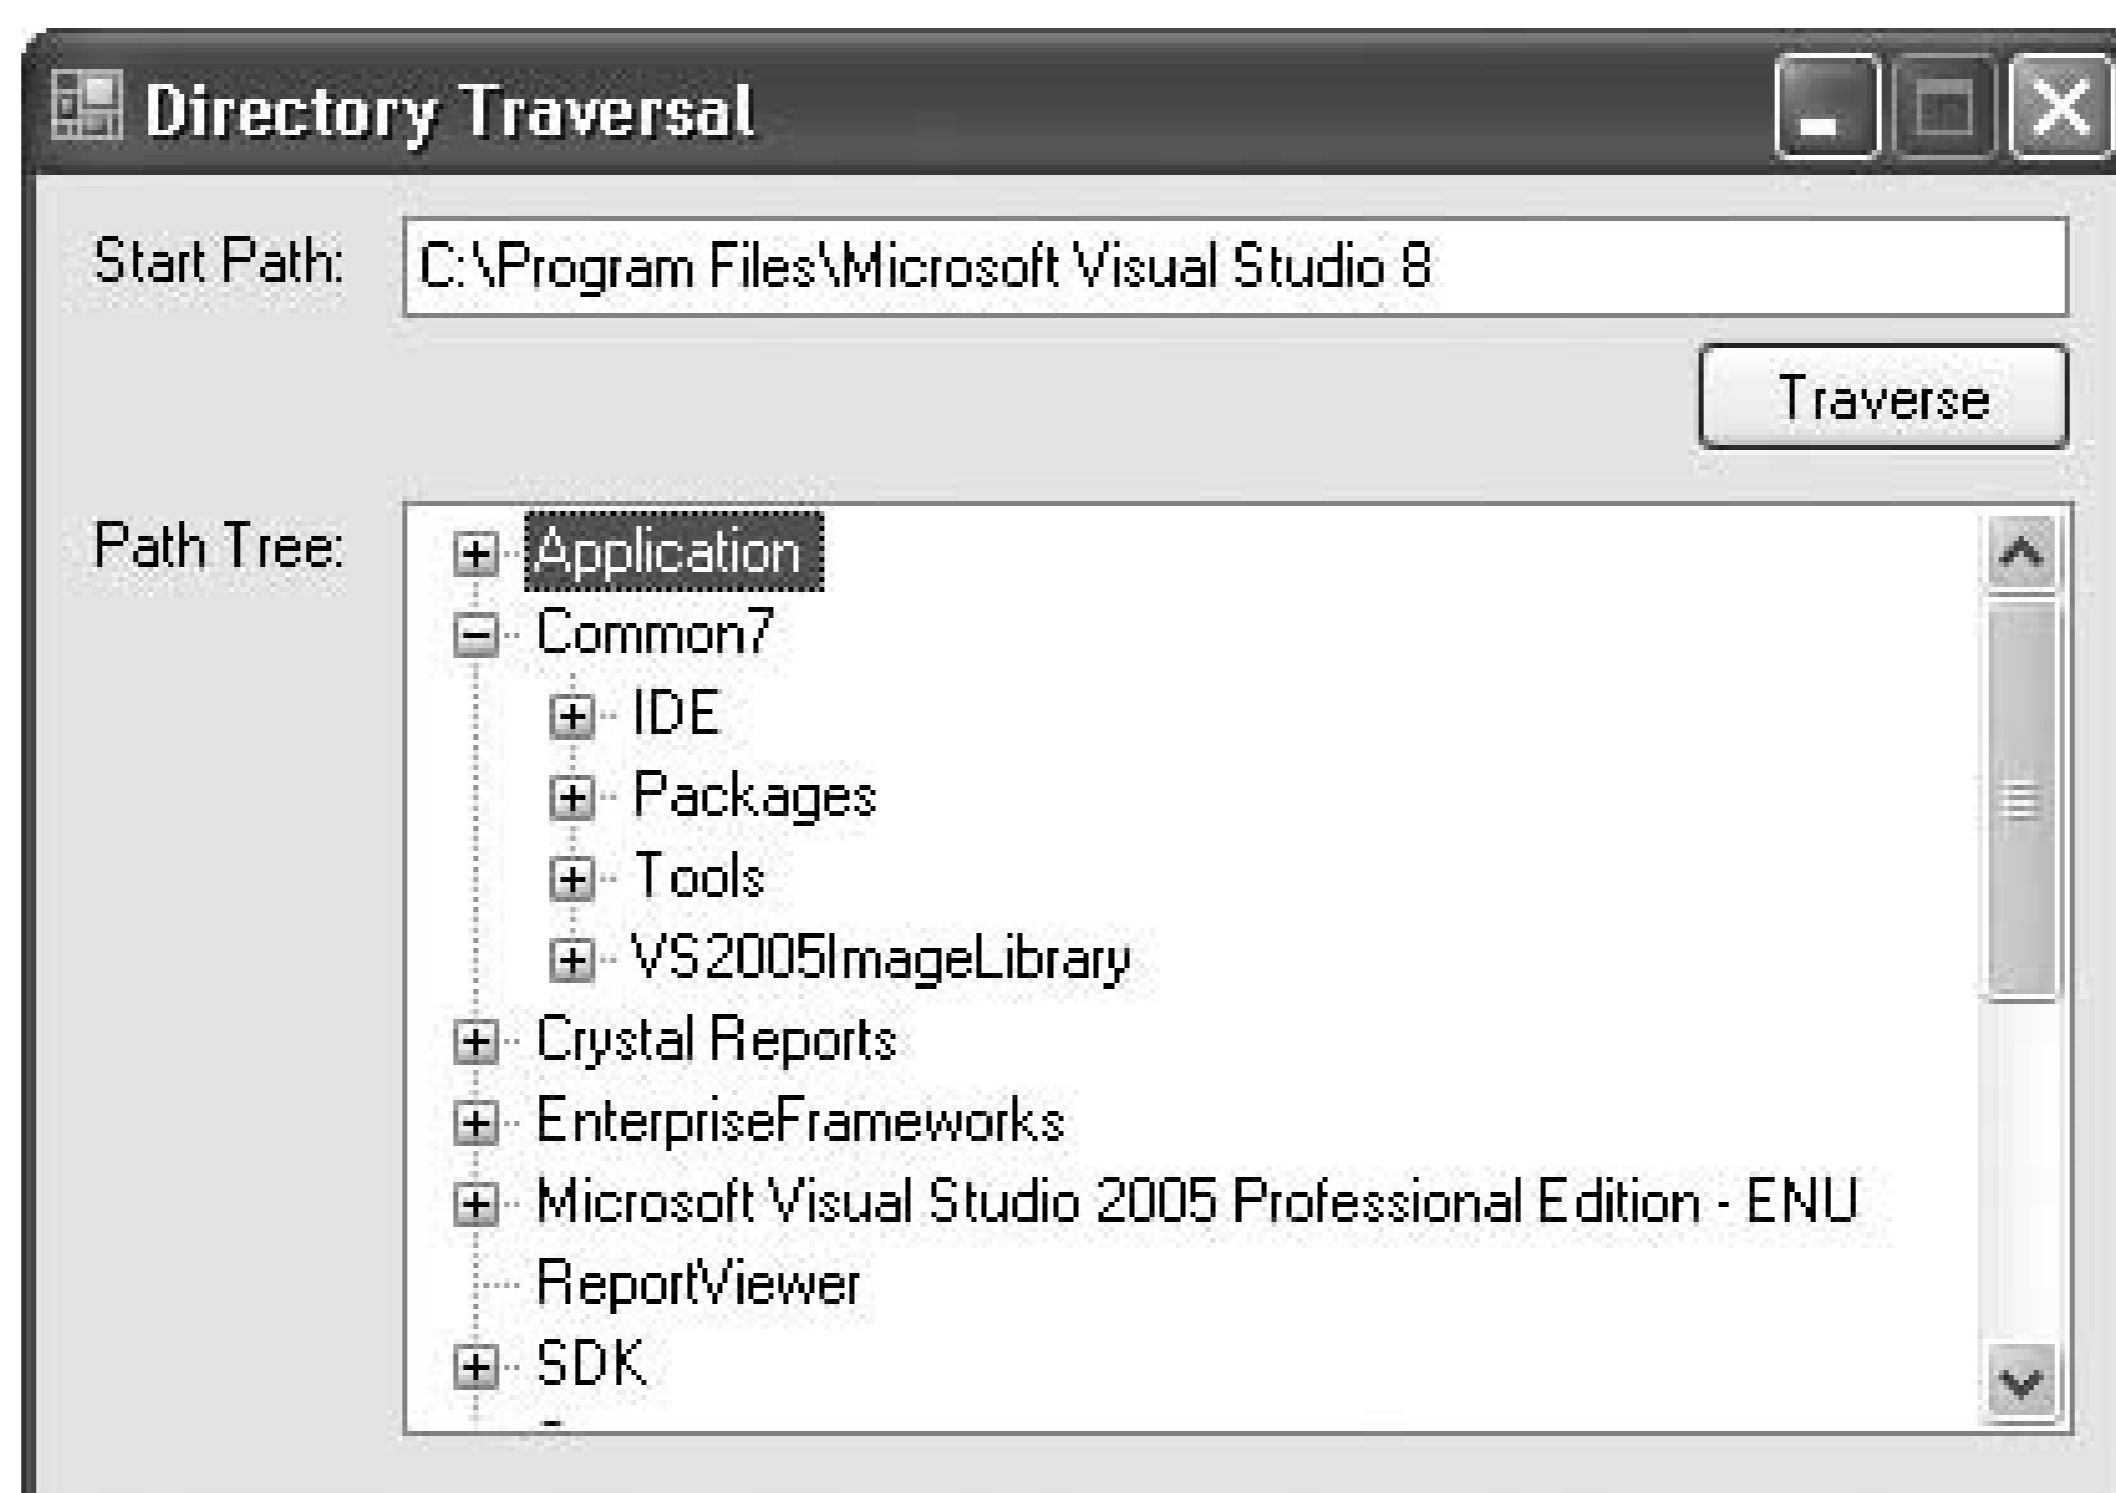 Directory Traversal
Start Path: C:\Program Files\Microsoft Visual Studio 8
Traverse
Path Tree: Application
Common7
IDE
Packages
Tools
VS2005ImageLibrary
Crystal Reports
EnterpriseFrameworks
Microsoft Visual Studio 2005 Professional Edition - ENU
ReportViewer
SDK